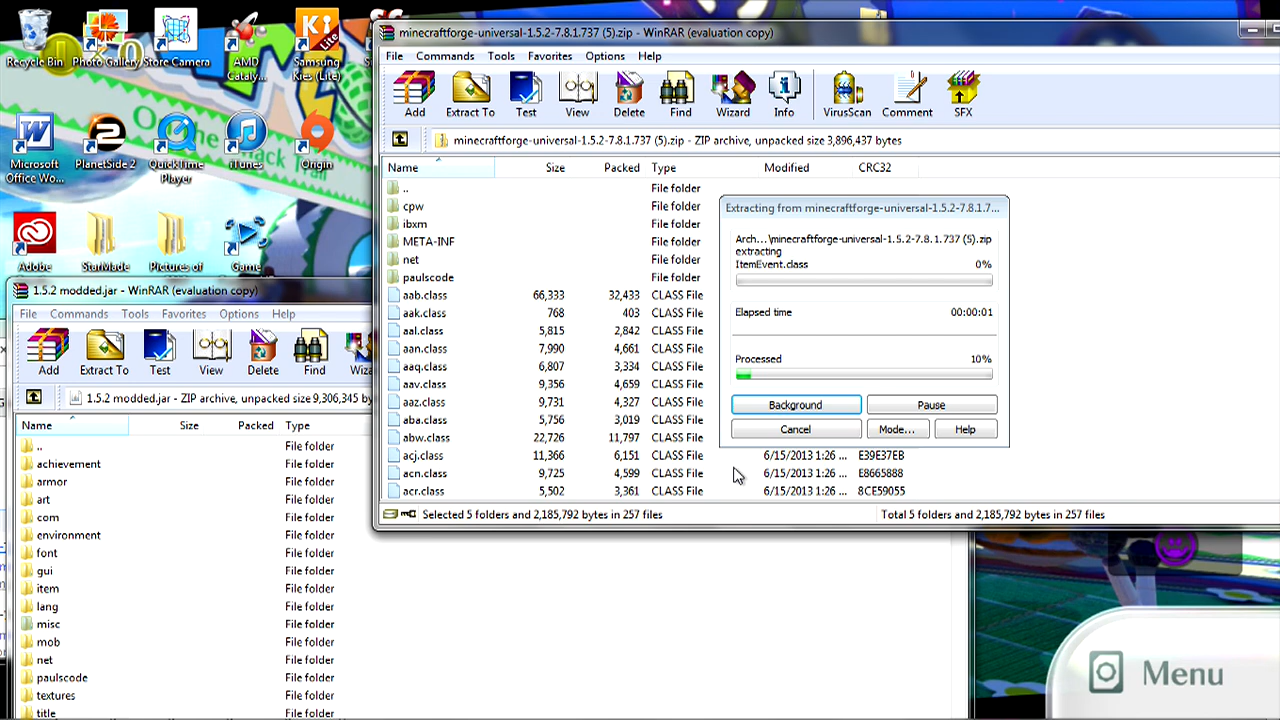 Recycle Bin
Photo Gallery
Store Camera
AMD
Cataly...
Samsung
Kies (Lite)
Ki
Lite
On the
Track
Microsoft
Office Wo...
PlanetSide 2
QuickTime
Player
iTunes
Origin
Adobe
StarMade
Pictures of
Game
minecraftforge-universal-1.5.2-7.8.1.737 (5).zip - WinRAR (evaluation copy)
File Commands Tools Favorites Options Help
Add Extract To Test View Delete Find Wizard Info VirusScan Comment SFX
minecraftforge-universal-1.5.2-7.8.1.737 (5).zip - ZIP archive, unpacked size 3,896,437 bytes
Name Size Packed Type Modified CRC32
.. File folder
cpw File folder
ibxm File folder
META-INF File folder
net File folder
paulscode File folder
aab.class 66,333 32,433 CLASS File
aak.class 768 403 CLASS File
aal.class 5,815 2,842 CLASS File
aan.class 7,990 4,661 CLASS File
aaq.class 6,807 3,334 CLASS File
aav.class 9,356 4,659 CLASS File
aaz.class 9,731 4,327 CLASS File
aba.class 5,756 3,019 CLASS File
abw.class 22,726 11,797 CLASS File
acj.class 11,366 6,151 CLASS File 6/15/2013 1:26 ... E39E37EB
acn.class 9,725 4,599 CLASS File 6/15/2013 1:26 ... E8665888
acr.class 5,502 3,361 CLASS File 6/15/2013 1:26 ... 8CE59055
Selected 5 folders and 2,185,792 bytes in 257 files Total 5 folders and 2,185,792 bytes in 257 files
Extracting from minecraftforge-universal-1.5.2-7.8.1.7...
Arch...\minecraftforge-universal-1.5.2-7.8.1.737 (5).zip
extracting
ItemEvent.class 0%
Elapsed time 00:00:01
Processed 10%
Background Pause
Cancel Mode... Help
1.5.2 modded.jar - WinRAR (evaluation copy)
File Commands Tools Favorites Options Help
Add Extract To Test View Delete Find
1.5.2 modded.jar - ZIP archive, unpacked size 9,306,345 by
Name Size Packed Type
.. File folder
achievement File folder
armor File folder
art File folder
com File folder
environment File folder
font File folder
gui File folder
item File folder
lang File folder
misc File folder
mob File folder
net File folder
paulscode File folder
textures File folder
title File folder
Menu